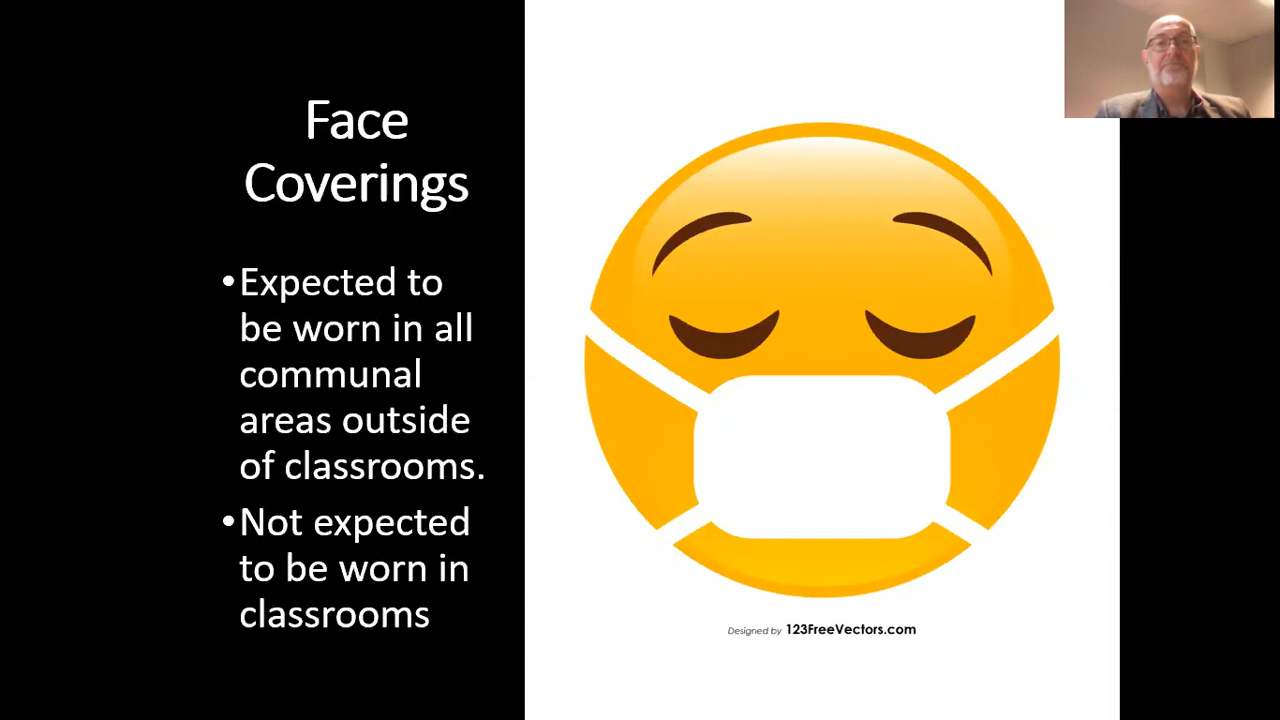 Face
Coverings
•Expected to
be worn in all
communal
areas outside
of classrooms.
•Not expected
to be worn in
classrooms
Designed by 123FreeVectors.com